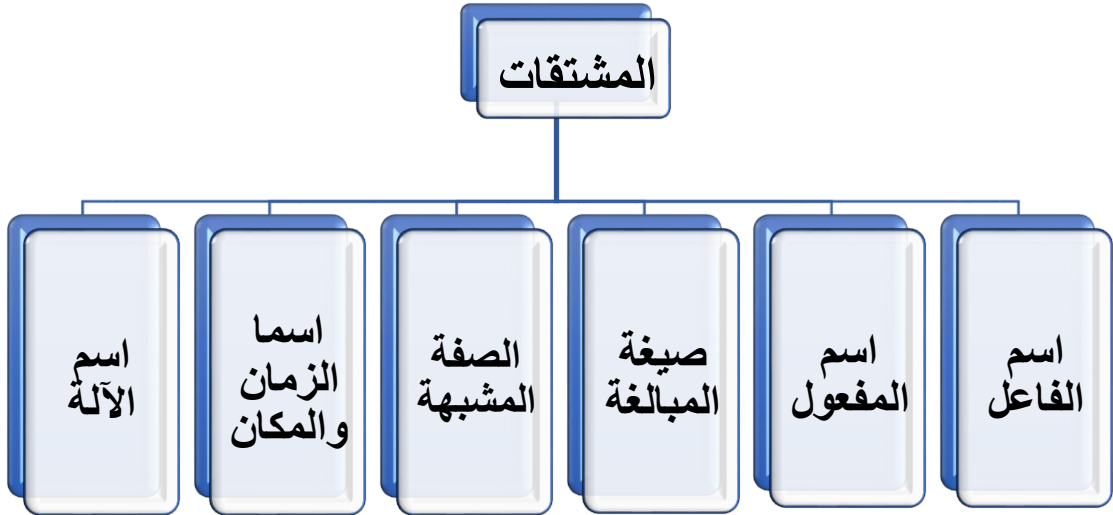 المشتقات
اسم
الفاعل
اسم
المفعول
صيغة
المبالغة
الصفة
المشبهة
اسما
الزمان
والمكان
اسم
الآلة